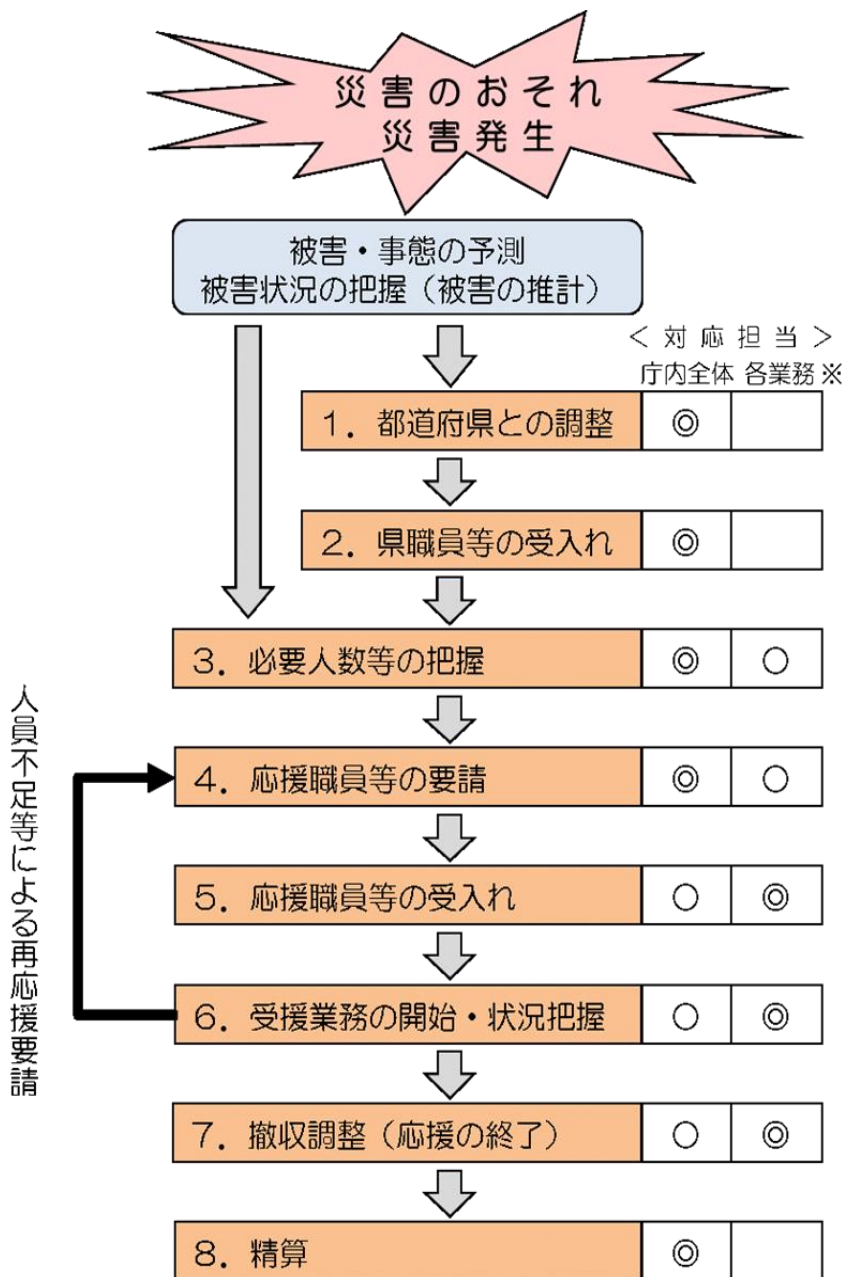 災害のおそれ
災害発生
被害・事態の予測
被害状況の把握（被害の推計）
＜対応担当＞
庁内全体 各業務※
１．都道府県との調整 ◎
２．県職員等の受入れ ◎
３．必要人数等の把握 ◎ ○
４．応援職員等の要請 ◎ ○
５．応援職員等の受入れ ○ ◎
６．受援業務の開始・状況把握 ○ ◎
７．撤収調整（応援の終了） ○ ◎
８．精算 ◎
人員不足等による再応援要請